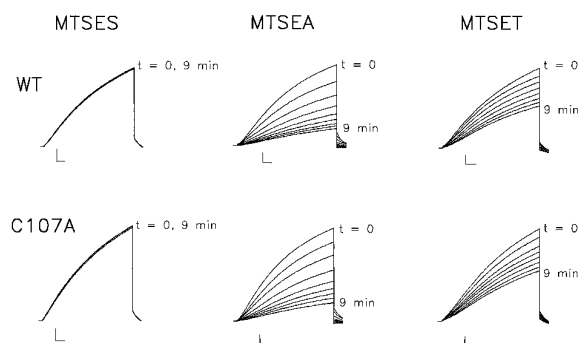 MTSES MTSEA MTSET
WT
t = 0, 9 min
t = 0
9 min
t = 0
9 min
C107A
t = 0, 9 min
t = 0
9 min
t = 0
9 min